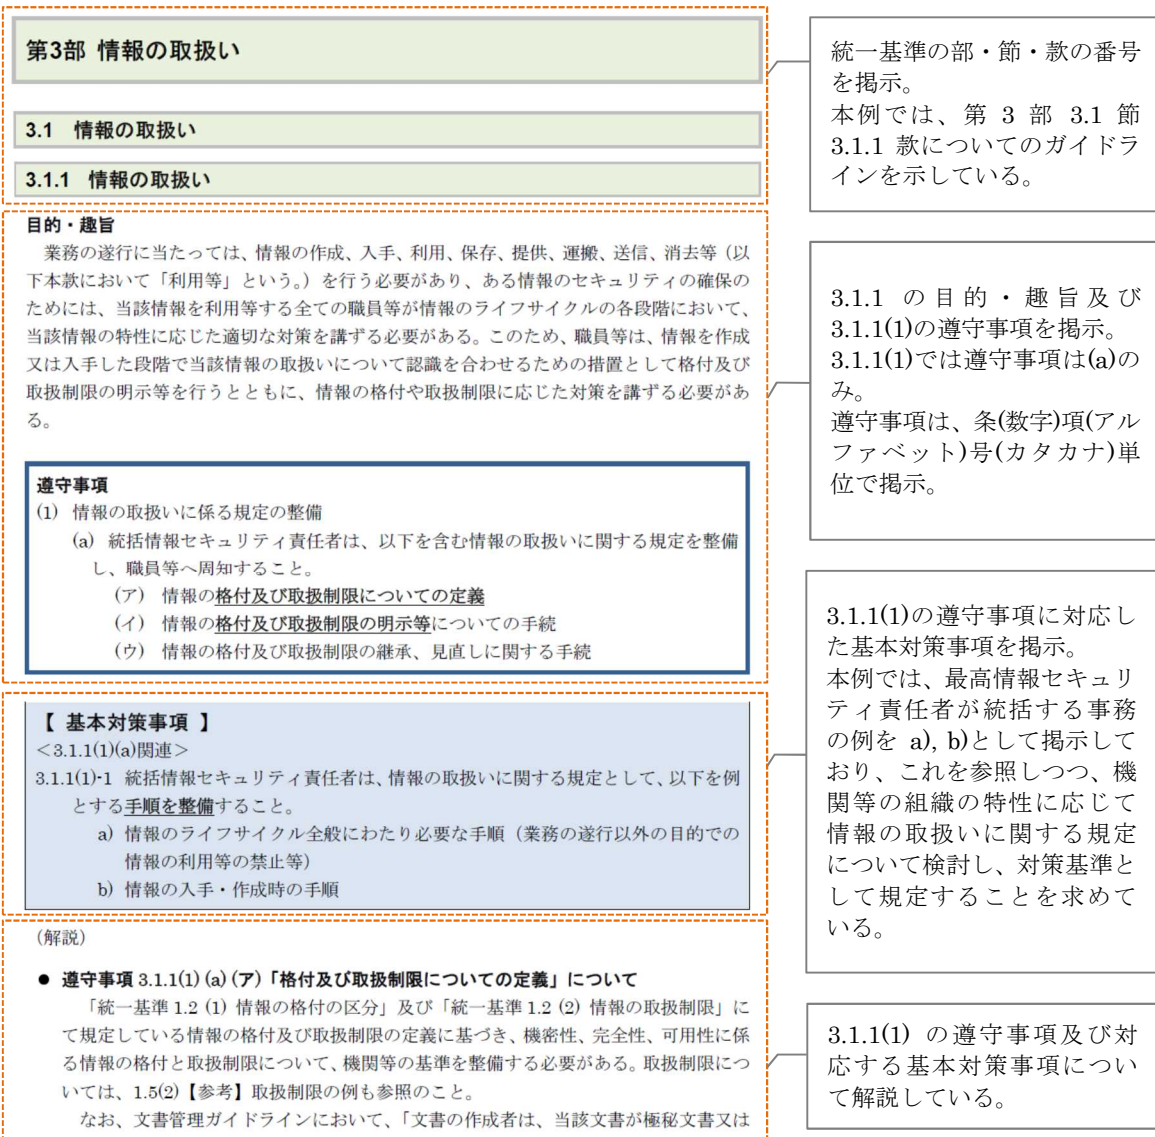 第3部 情報の取扱い
3.1 情報の取扱い
3.1.1 情報の取扱い
統一基準の部・節・款の番号
を掲示。
本例では、第 3 部 3.1 節
3.1.1 款についてのガイドラ
インを示している。
目的・趣旨
業務の遂行に当たっては、情報の作成、入手、利用、保存、提供、運搬、送信、消去等（以
下本款において「利用等」という。）を行う必要があり、ある情報のセキュリティの確保の
ためには、当該情報を利用等する全ての職員等が情報のライフサイクルの各段階において、
当該情報の特性に応じた適切な対策を講ずる必要がある。このため、職員等は、情報を作成
又は入手した段階で当該情報の取扱いについて認識を合わせるための措置として格付及び
取扱制限の明示等を行うとともに、情報の格付や取扱制限に応じた対策を講ずる必要があ
る。
遵守事項
(1) 情報の取扱いに係る規定の整備
(a) 統括情報セキュリティ責任者は、以下を含む情報の取扱いに関する規定を整備
し、職員等へ周知すること。
(ア) 情報の格付及び取扱制限についての定義
(イ) 情報の格付及び取扱制限の明示等についての手続
(ウ) 情報の格付及び取扱制限の継承、見直しに関する手続
3.1.1 の目的・趣旨及び
3.1.1(1)の遵守事項を掲示。
3.1.1(1)では遵守事項は(a)の
み。
遵守事項は、条(数字)項(アル
ファベット)号(カタカナ)単
位で掲示。
【 基本対策事項 】
＜3.1.1(1)(a)関連＞
3.1.1(1)-1 統括情報セキュリティ責任者は、情報の取扱いに関する規定として、以下を例
とする手順を整備すること。
a) 情報のライフサイクル全般にわたり必要な手順（業務の遂行以外の目的での
情報の利用等の禁止等）
b) 情報の入手・作成時の手順
3.1.1(1)の遵守事項に対応し
た基本対策事項を掲示。
本例では、最高情報セキュリ
ティ責任者が統括する事務
の例を a), b)として掲示して
おり、これを参照しつつ、機
関等の組織の特性に応じて
情報の取扱いに関する規定
について検討し、対策基準と
して規定することを求めて
いる。
（解説）
● 遵守事項 3.1.1(1) (a) (ア)「格付及び取扱制限についての定義」について
「統一基準 1.2 (1) 情報の格付の区分」及び「統一基準 1.2 (2) 情報の取扱制限」に
て規定している情報の格付及び取扱制限の定義に基づき、機密性、完全性、可用性に係
る情報の格付と取扱制限について、機関等の基準を整備する必要がある。取扱制限につ
いては、1.5(2)【参考】取扱制限の例も参照のこと。
なお、文書管理ガイドラインにおいて、「文書の作成者は、当該文書が極秘文書又は
3.1.1(1) の遵守事項及び対
応する基本対策事項につい
て解説している。